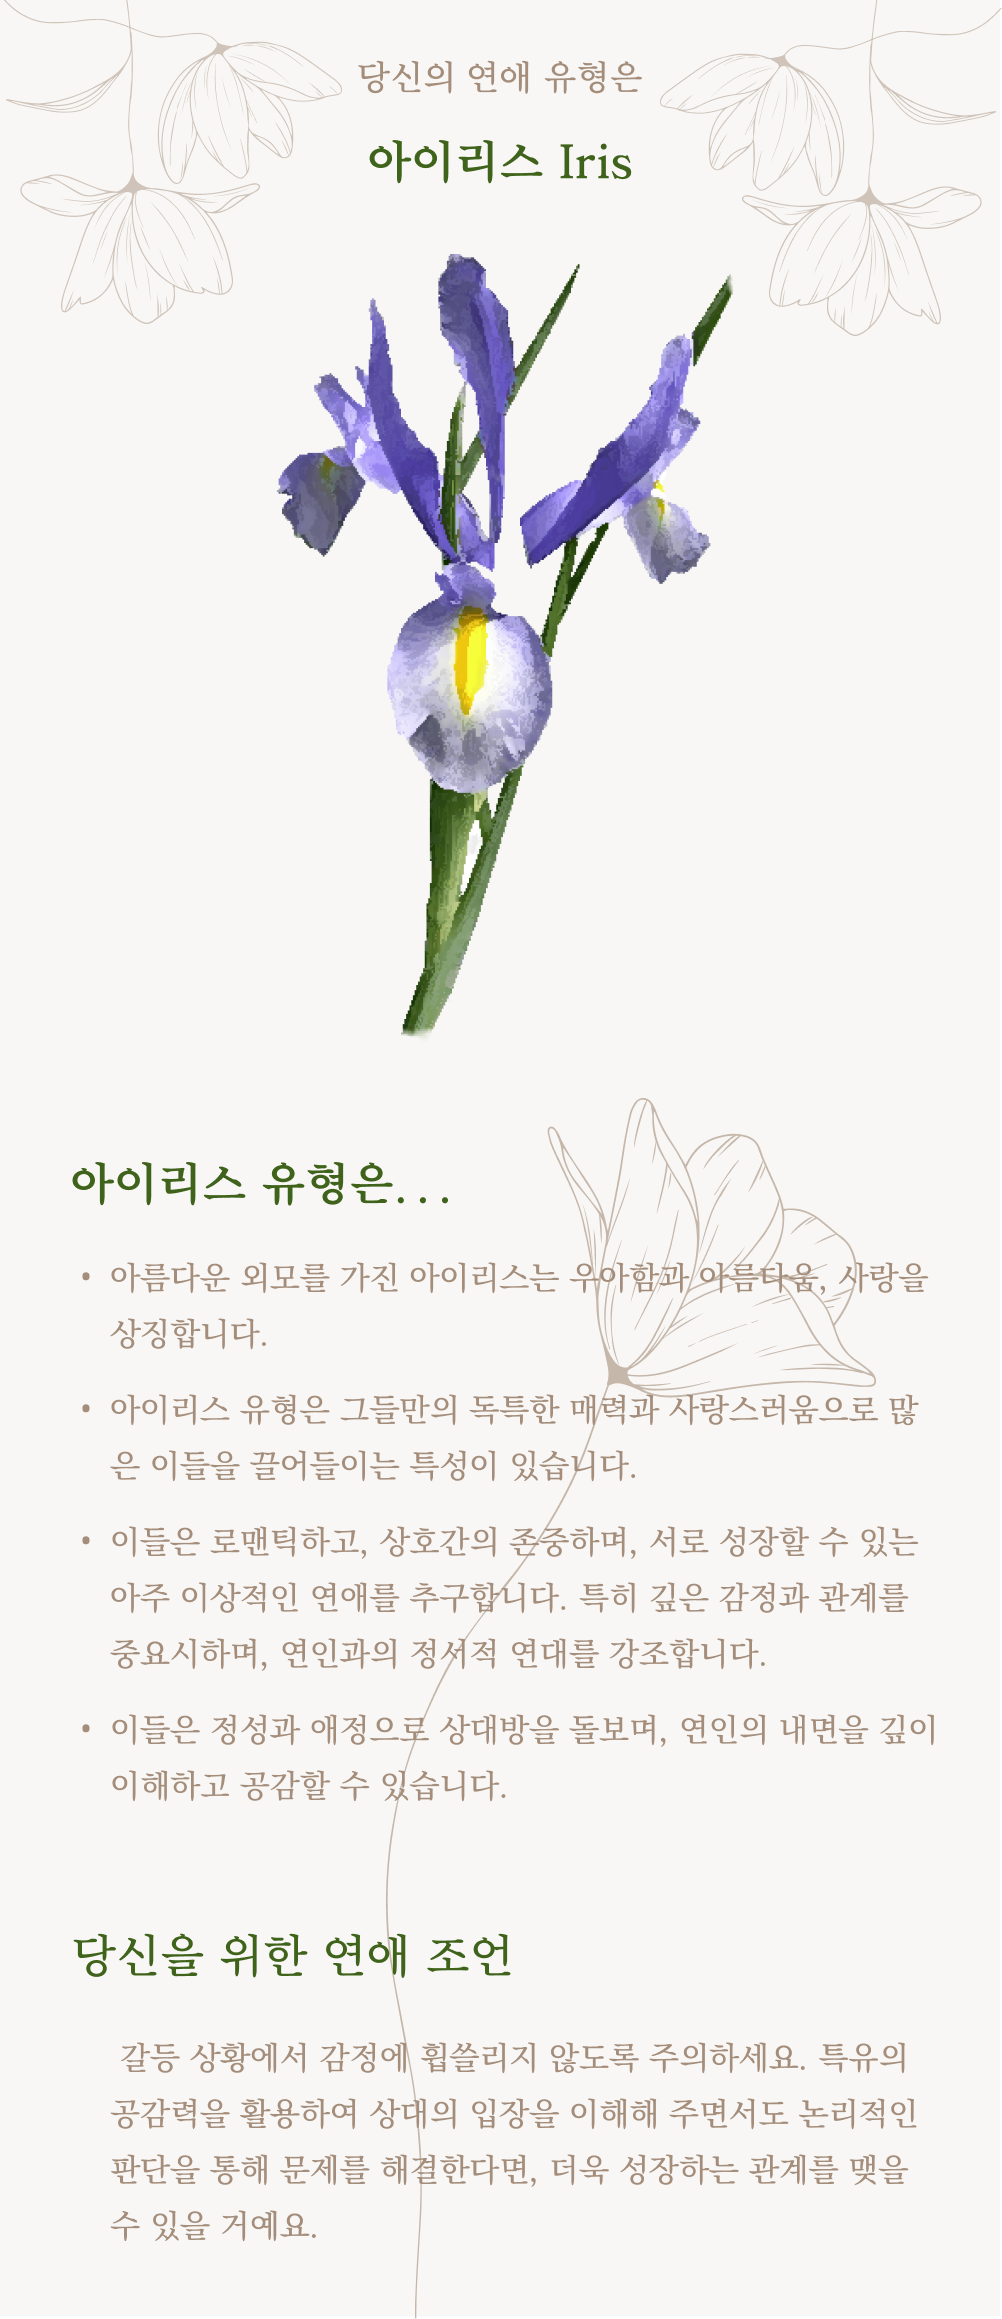 당신의 연애 유형은
아이리스 Iris
아이리스 유형은...
• 아름다운 외모를 가진 아이리스는 우아함과 아름다움, 사랑을
상징합니다.
• 아이리스 유형은 그들만의 독특한 매력과 사랑스러움으로 많
은 이들을 끌어들이는 특성이 있습니다.
• 이들은 로맨틱하고, 상호간의 존중하며, 서로 성장할 수 있는
아주 이상적인 연애를 추구합니다. 특히 깊은 감정과 관계를
중요시하며, 연인과의 정서적 연대를 강조합니다.
• 이들은 정성과 애정으로 상대방을 돌보며, 연인의 내면을 깊이
이해하고 공감할 수 있습니다.
당신을 위한 연애 조언
갈등 상황에서 감정에 휩쓸리지 않도록 주의하세요. 특유의
공감력을 활용하여 상대의 입장을 이해해 주면서도 논리적인
판단을 통해 문제를 해결한다면, 더욱 성장하는 관계를 맺을
수 있을 거예요.